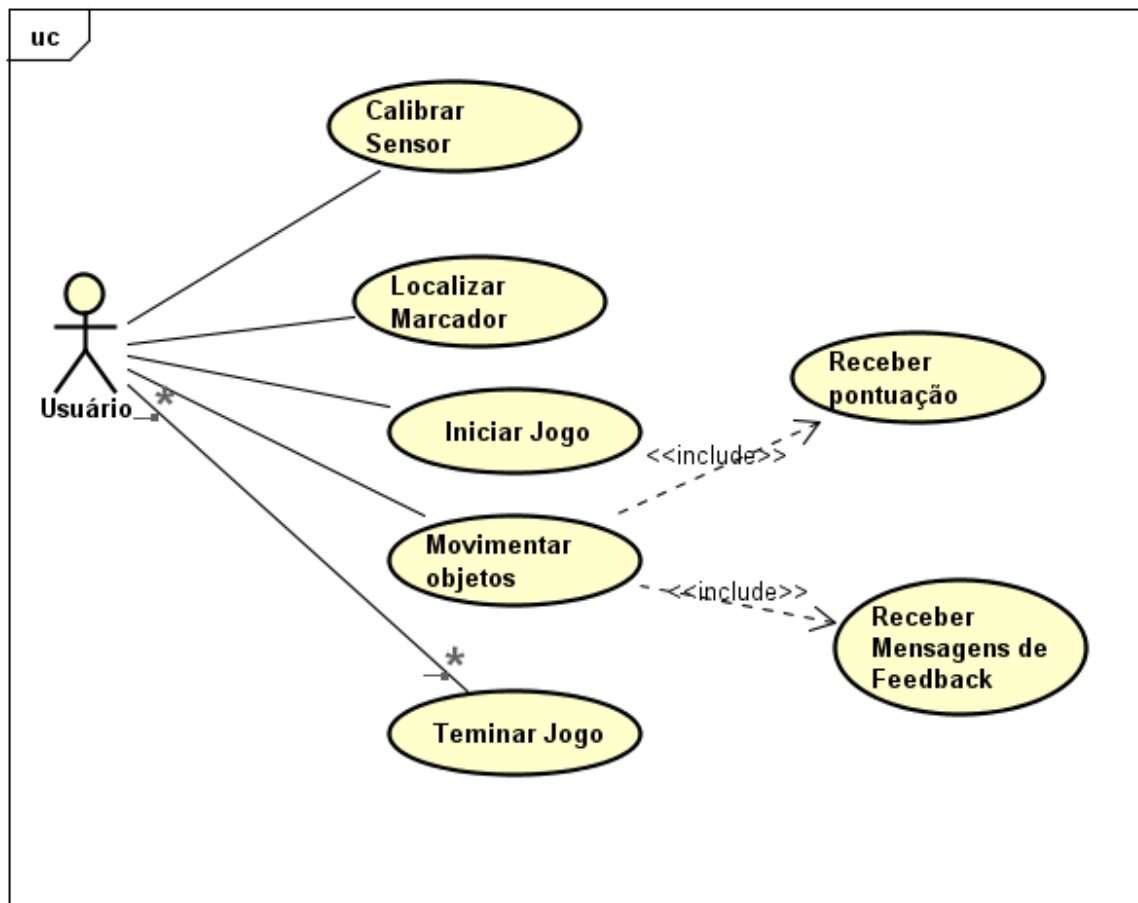 uc
Calibrar
Sensor
Localizar
Marcador
Usuário
*
Iniciar Jogo
<<include>>
Receber
pontuação
Movimentar
objetos
<<include>>
Receber
Mensagens de
Feedback
*
Teminar Jogo